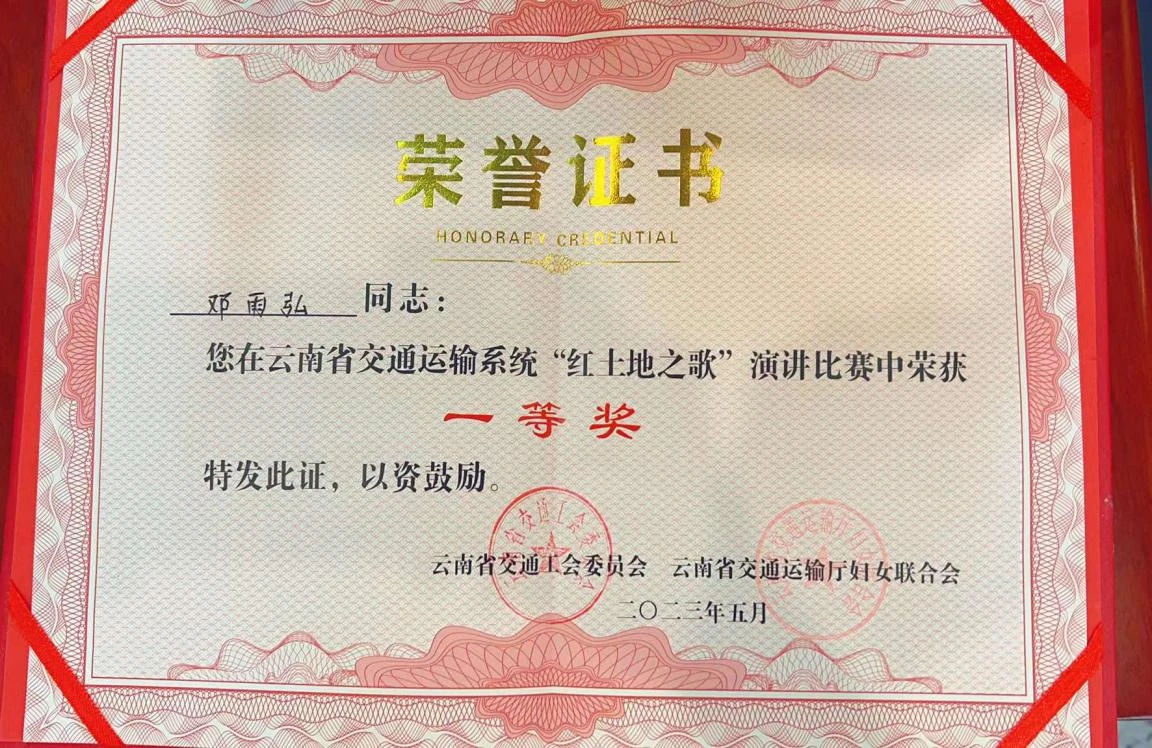 荣誉证书
HONORARY CREDENTIAL
邓雨弘 同志：
您在云南省交通运输系统“红土地之歌”演讲比赛中荣获
一等奖
特发此证，以资鼓励。
云南省交通工会委员会 云南省交通运输厅妇女联合会
二〇二三年五月